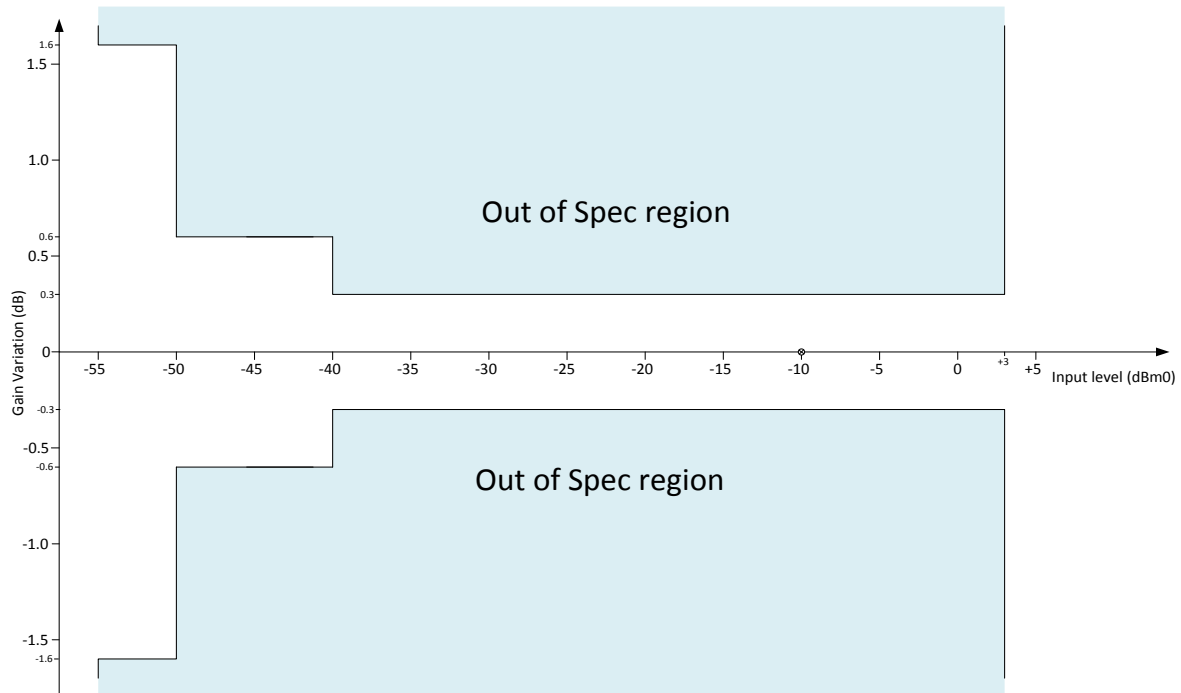 1.6
1.5
1.0
Out of Spec region
0.6
0.5
0.3
Gain Variation (dB)
0
-55 -50 -45 -40 -35 -30 -25 -20 -15 -10 -5 0 +3 +5
Input level (dBm0)
-0.3
-0.5
-0.6
Out of Spec region
-1.0
-1.5
-1.6